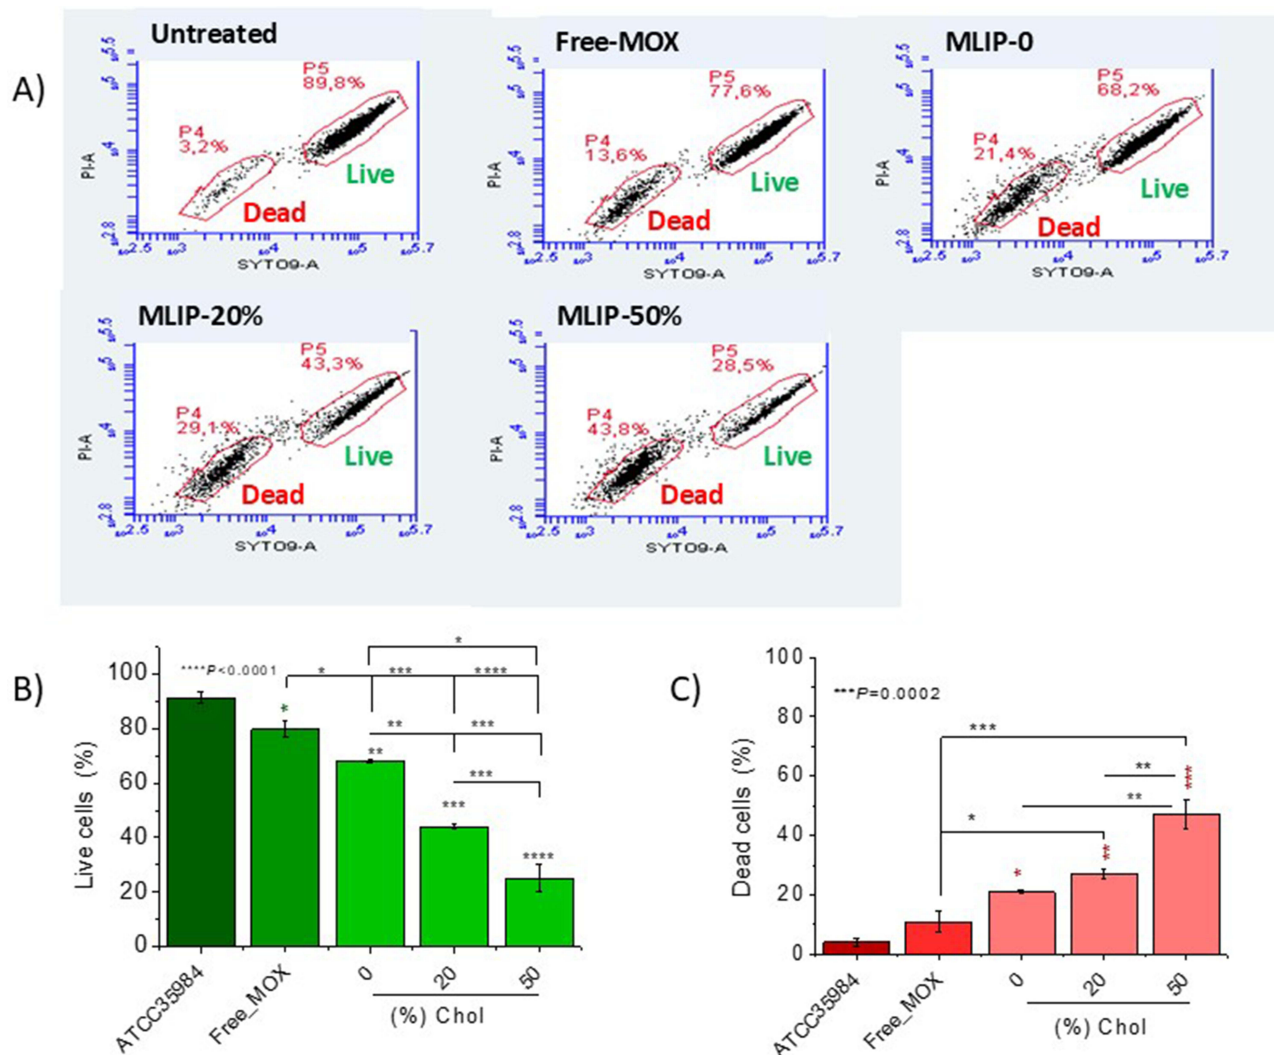 A)
Untreated
P5
89,8%
P4
3,2%
Live
Dead
PI-A
SYTO9-A
Free-MOX
P5
77,6%
P4
13,6%
Live
Dead
PI-A
SYTO9-A
MLIP-0
P5
68,2%
P4
21,4%
Live
Dead
PI-A
SYTO9-A
MLIP-20%
P5
43,3%
P4
29,1%
Live
Dead
PI-A
SYTO9-A
MLIP-50%
P5
28,5%
P4
43,8%
Live
Dead
PI-A
SYTO9-A
B)
****P<0.0001
*
* *** ****
** ***
***
*
**
***
****
Live cells (%)
100
80
60
40
20
0
ATCC35984
Free_MOX
0
20
50
(%) Chol
C)
***P=0.0002
***
**
**
*
*
**
***
Dead cells (%)
100
80
60
40
20
0
ATCC35984
Free_MOX
0
20
50
(%) Chol